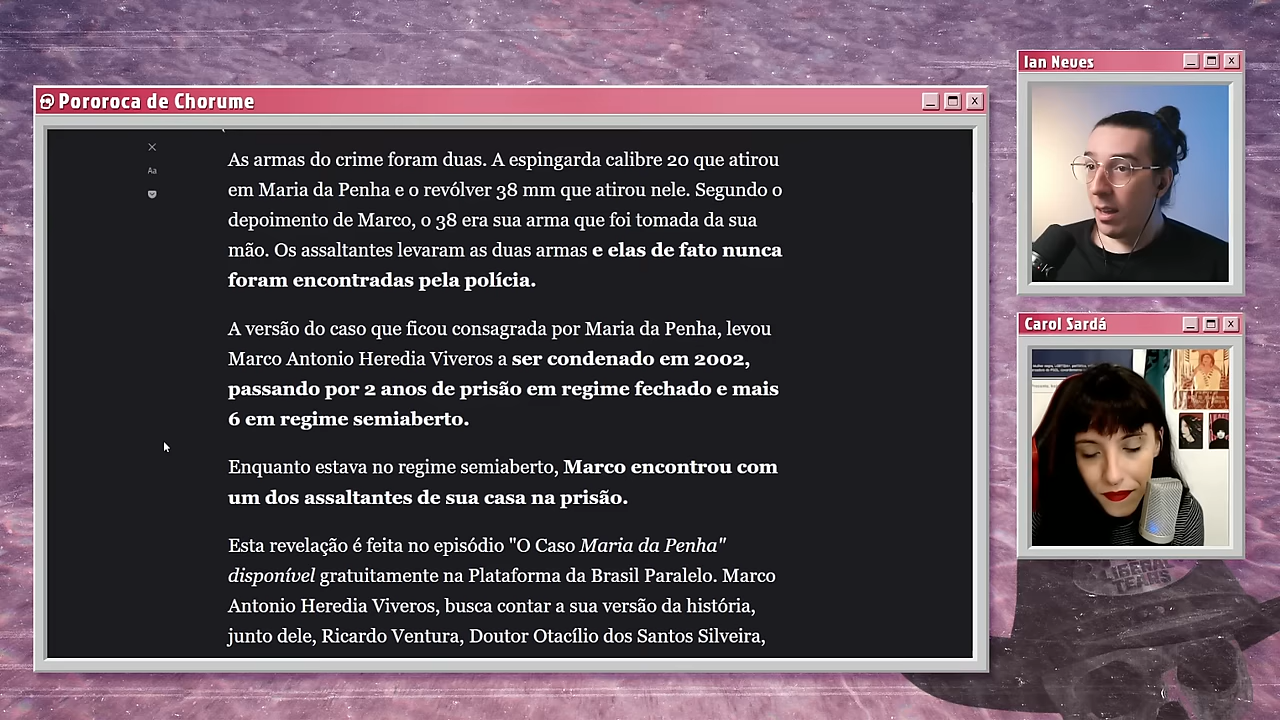 Pororoca de Chorume
As armas do crime foram duas. A espingarda calibre 20 que atirou
em Maria da Penha e o revólver 38 mm que atirou nele. Segundo o
depoimento de Marco, o 38 era sua arma que foi tomada da sua
mão. Os assaltantes levaram as duas armas e elas de fato nunca
foram encontradas pela polícia.
A versão do caso que ficou consagrada por Maria da Penha, levou
Marco Antonio Heredia Viveros a ser condenado em 2002,
passando por 2 anos de prisão em regime fechado e mais
6 em regime semiaberto.
Enquanto estava no regime semiaberto, Marco encontrou com
um dos assaltantes de sua casa na prisão.
Esta revelação é feita no episódio "O Caso Maria da Penha"
disponível gratuitamente na Plataforma da Brasil Paralelo. Marco
Antonio Heredia Viveros, busca contar a sua versão da história,
junto dele, Ricardo Ventura, Doutor Otacílio dos Santos Silveira,
Aa
Ian Neves
Carol Sardá
LIBERAL
TEARS